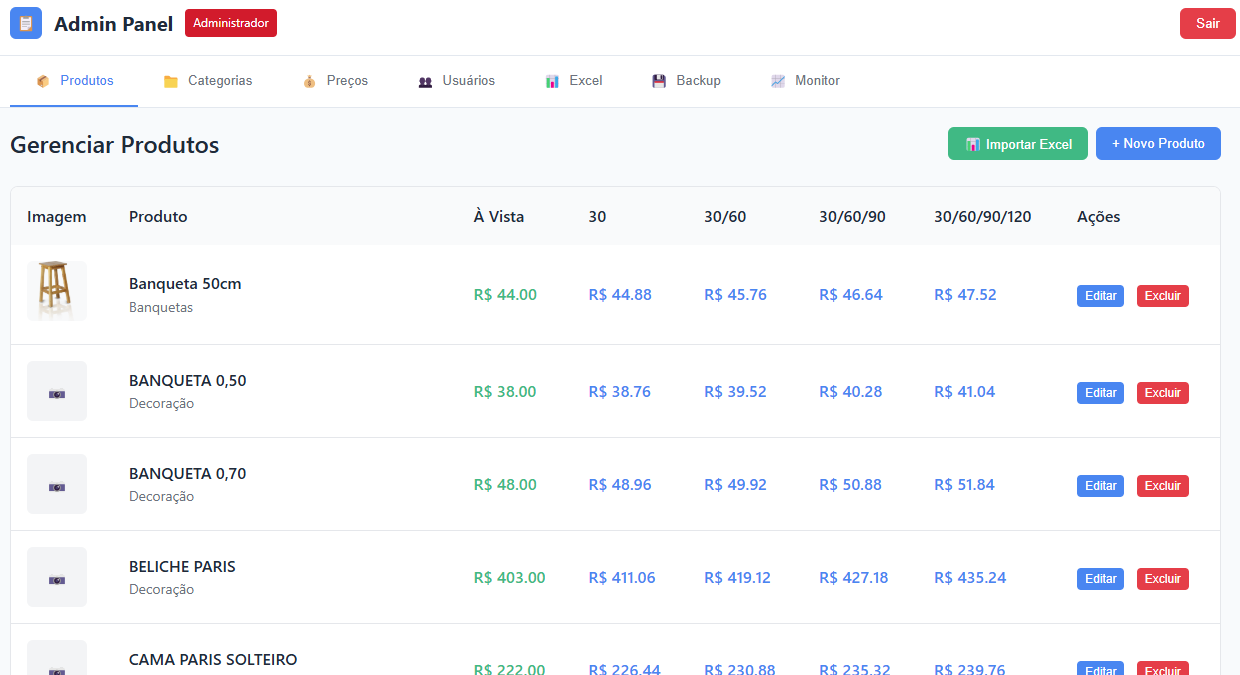 Admin Panel Administrador Sair
Produtos Categorias Preços Usuários Excel Backup Monitor
Gerenciar Produtos Importar Excel + Novo Produto
Imagem Produto À Vista 30 30/60 30/60/90 30/60/90/120 Ações
Banqueta 50cm
Banquetas
R$ 44.00 R$ 44.88 R$ 45.76 R$ 46.64 R$ 47.52 Editar Excluir
BANQUETA 0,50
Decoração
R$ 38.00 R$ 38.76 R$ 39.52 R$ 40.28 R$ 41.04 Editar Excluir
BANQUETA 0,70
Decoração
R$ 48.00 R$ 48.96 R$ 49.92 R$ 50.88 R$ 51.84 Editar Excluir
BELICHE PARIS
Decoração
R$ 403.00 R$ 411.06 R$ 419.12 R$ 427.18 R$ 435.24 Editar Excluir
CAMA PARIS SOLTEIRO
R$ 222.00 R$ 226.44 R$ 230.88 R$ 235.32 R$ 239.76 Editar Excluir